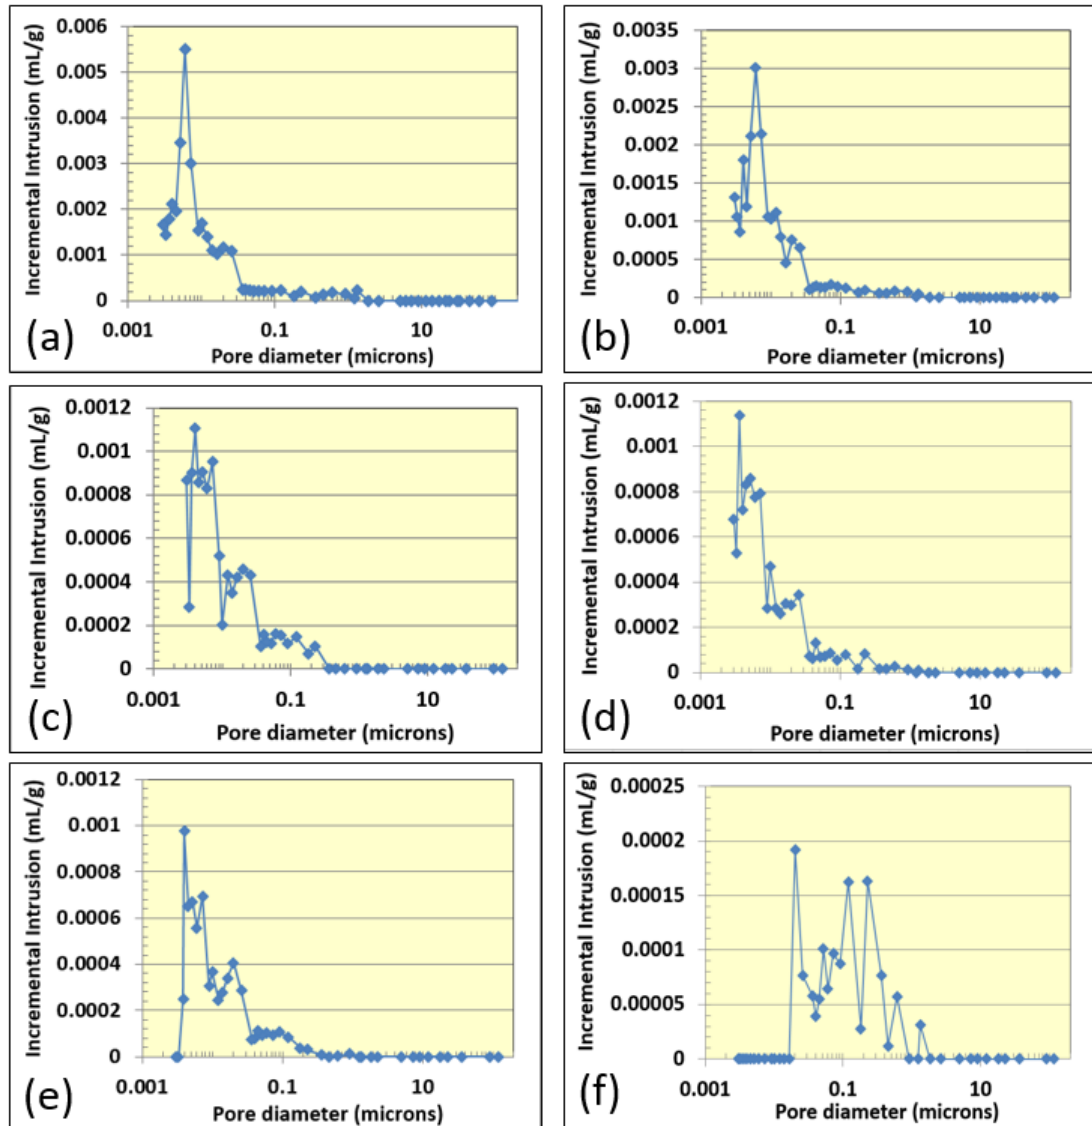 Incremental Intrusion (mL/g)
0.006
0.005
0.004
0.003
0.002
0.001
0
0.001 0.1 10
Pore diameter (microns)
(a)
Incremental Intrusion (mL/g)
0.0035
0.003
0.0025
0.002
0.0015
0.001
0.0005
0
0.001 0.1 10
Pore diameter (microns)
(b)
Incremental Intrusion (mL/g)
0.0012
0.001
0.0008
0.0006
0.0004
0.0002
0
0.001 0.1 10
Pore diameter (microns)
(c)
Incremental Intrusion (mL/g)
0.0012
0.001
0.0008
0.0006
0.0004
0.0002
0
0.001 0.1 10
Pore diameter (microns)
(d)
Incremental Intrusion (mL/g)
0.0012
0.001
0.0008
0.0006
0.0004
0.0002
0
0.001 0.1 10
Pore diameter (microns)
(e)
Incremental Intrusion (mL/g)
0.00025
0.0002
0.00015
0.0001
0.00005
0
0.001 0.1 10
Pore diameter (microns)
(f)